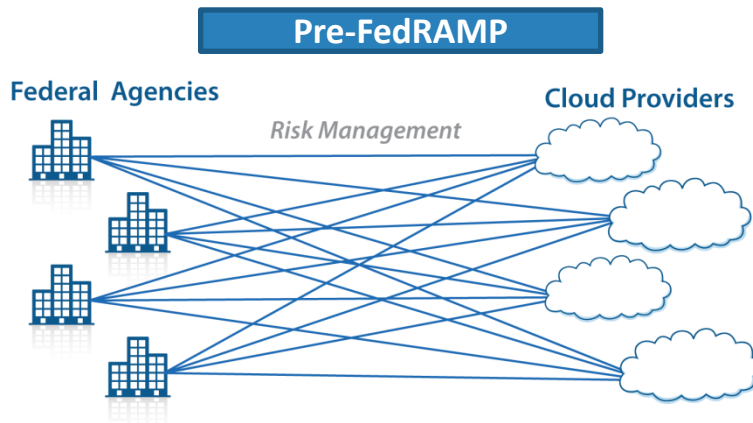 Pre-FedRAMP
Federal Agencies
Cloud Providers
Risk Management